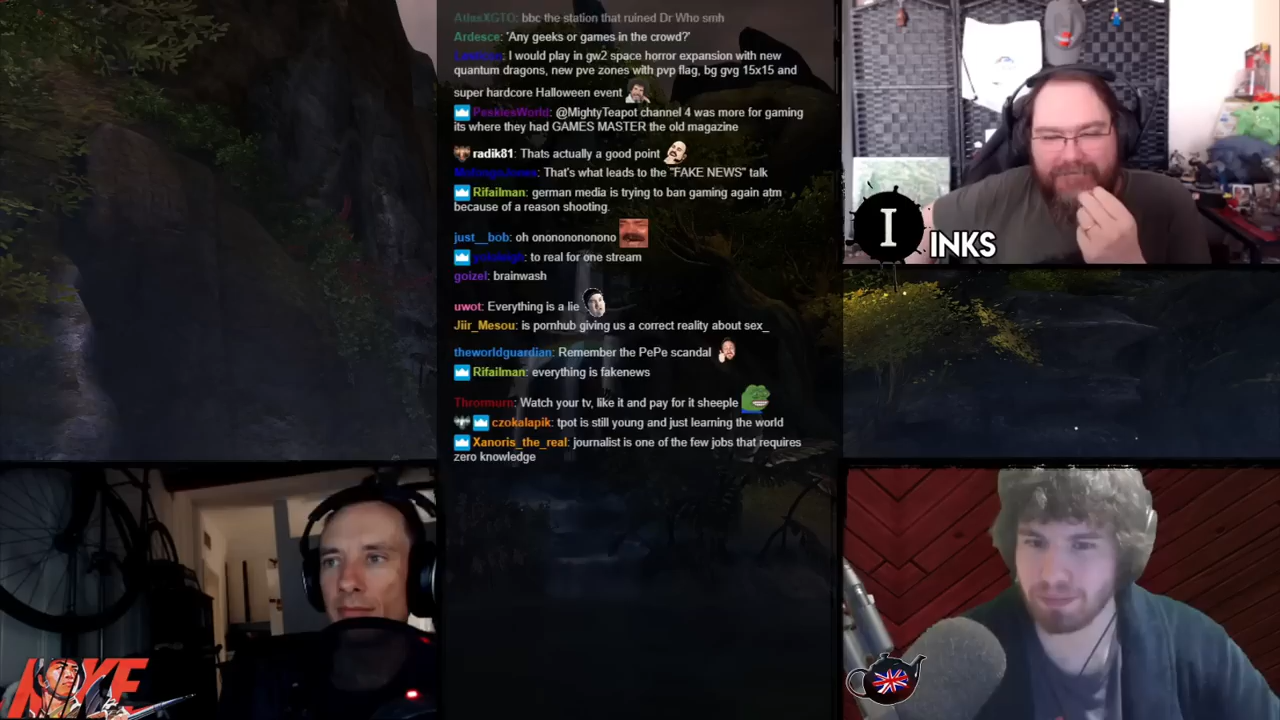 AtlasXGTO: bbc the station that ruined Dr Who smh
Ardesce: 'Any geeks or games in the crowd?'
I would play in gw2 space horror expansion with new
quantum dragons, new pve zones with pvp flag, bg gvg 15x15 and
super hardcore Halloween event
PeskiesWorld: @MightyTeapot channel 4 was more for gaming
its where they had GAMES MASTER the old magazine
radik81: Thats actually a good point
That's what leads to the "FAKE NEWS" talk
Rifailman: german media is trying to ban gaming again atm
because of a reason shooting.
just__bob: oh onononononono
to real for one stream
goizel: brainwash
uwot: Everything is a lie
Jiir_Mesou: is pornhub giving us a correct reality about sex_
theworldguardian: Remember the PePe scandal
Rifailman: everything is fakenews
Thrormurn: Watch your tv, like it and pay for it sheeple
czokalapik: tpot is still young and just learning the world
Xanoris_the_real: journalist is one of the few jobs that requires
zero knowledge
I INKS